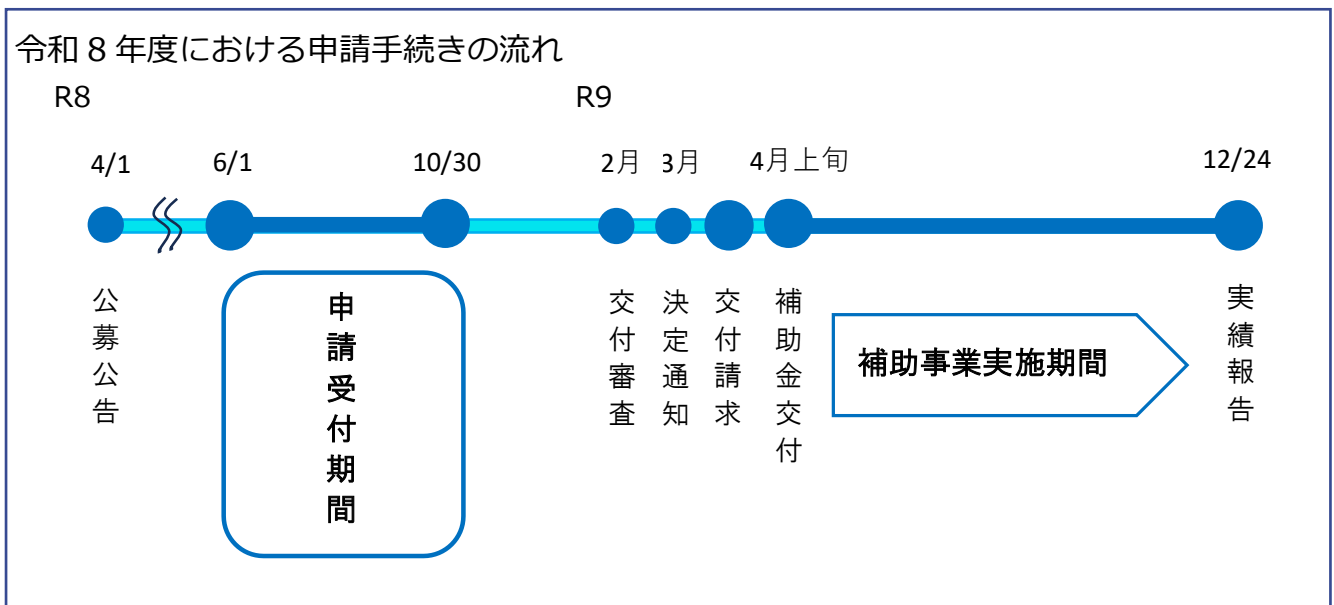 令和8年度における申請手続きの流れ
R8
R9
4/1
6/1
10/30
2月
3月
4月上旬
12/24
公募公告
申請受付期間
交付審査
決定通知
交付請求
補助金交付
補助事業実施期間
実績報告